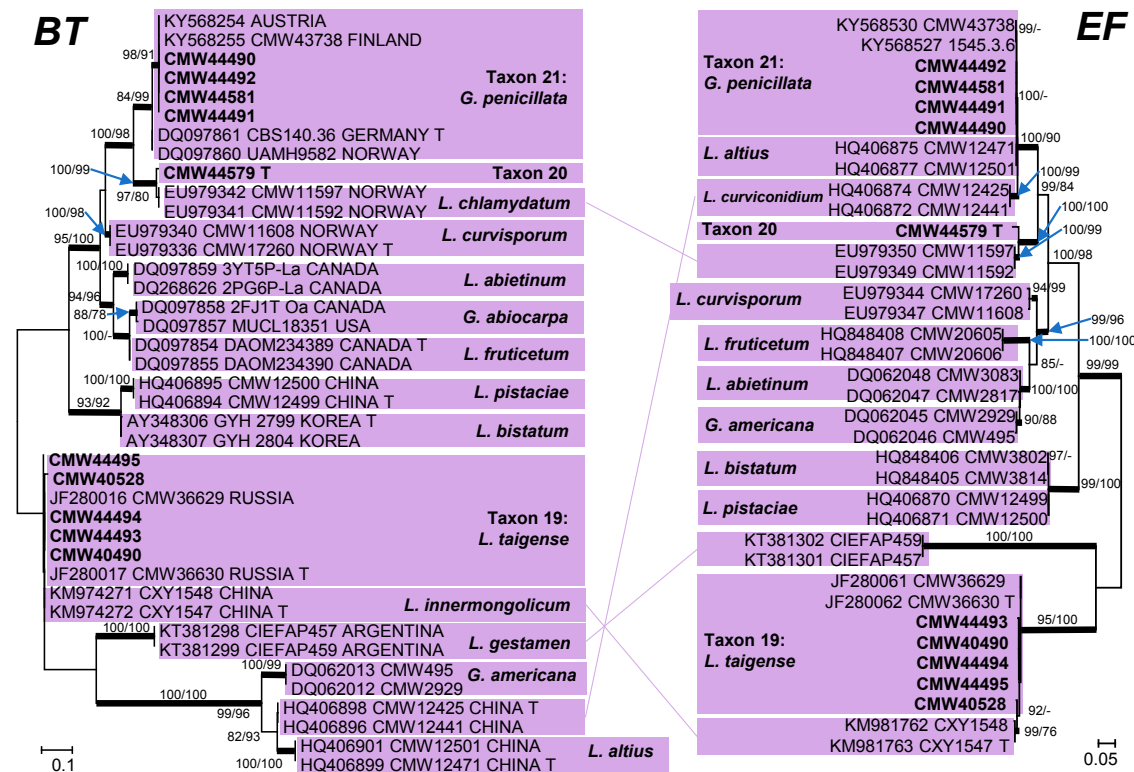 BT
98/91
84/99
100/98
100/99
97/80
100/98
95/100
100/100
94/96
88/78
100/-
100/100
93/92
KY568254 AUSTRIA
KY568255 CMW43738 FINLAND
CMW44490
CMW44492
CMW44581
CMW44491
DQ097861 CBS140.36 GERMANY T
DQ097860 UAMH9582 NORWAY
Taxon 21:
G. penicillata
CMW44579 T
Taxon 20
EU979342 CMW11597 NORWAY
EU979341 CMW11592 NORWAY
L. chlamydatum
EU979340 CMW11608 NORWAY
EU979336 CMW17260 NORWAY T
L. curvisporum
DQ097859 3YT5P-La CANADA
DQ268626 2PG6P-La CANADA
L. abietinum
DQ097858 2FJ1T Oa CANADA
DQ097857 MUCL18351 USA
G. abiocarpa
DQ097854 DAOM234389 CANADA T
DQ097855 DAOM234390 CANADA
L. fruticetum
HQ406895 CMW12500 CHINA
HQ406894 CMW12499 CHINA T
L. pistaciae
AY348306 GYH 2799 KOREA T
AY348307 GYH 2804 KOREA
L. bistatum
CMW44495
CMW40528
JF280016 CMW36629 RUSSIA
CMW44494
CMW44493
CMW40490
JF280017 CMW36630 RUSSIA T
Taxon 19:
L. taigense
KM974271 CXY1548 CHINA
KM974272 CXY1547 CHINA T
L. innermongolicum
100/100
KT381298 CIEFAP457 ARGENTINA
KT381299 CIEFAP459 ARGENTINA
L. gestamen
100/99
DQ062013 CMW495
DQ062012 CMW2929
G. americana
100/100
99/96
HQ406898 CMW12425 CHINA T
HQ406896 CMW12441 CHINA
82/93
100/100
HQ406901 CMW12501 CHINA
HQ406899 CMW12471 CHINA T
L. altius
0.1
EF
KY568530 CMW43738
KY568527 1545.3.6
CMW44492
CMW44581
CMW44491
CMW44490
Taxon 21:
G. penicillata
99/-
100/-
100/90
L. altius
HQ406875 CMW12471
HQ406877 CMW12501
100/99
99/84
L. curviconidium
HQ406874 CMW12425
HQ406872 CMW12441
100/100
Taxon 20
CMW44579 T
100/99
EU979350 CMW11597
EU979349 CMW11592
100/98
L. curvisporum
EU979344 CMW17260
EU979347 CMW11608
94/99
99/96
100/100
L. fruticetum
HQ848408 CMW20605
HQ848407 CMW20606
85/-
99/99
L. abietinum
DQ062048 CMW3083
DQ062047 CMW2817
100/100
G. americana
DQ062045 CMW2929
DQ062046 CMW495
90/88
L. bistatum
HQ848406 CMW3802
HQ848405 CMW3814
97/-
99/100
L. pistaciae
HQ406870 CMW12499
HQ406871 CMW12500
KT381302 CIEFAP459
KT381301 CIEFAP457
100/100
JF280061 CMW36629
JF280062 CMW36630 T
CMW44493
CMW40490
CMW44494
CMW44495
CMW40528
Taxon 19:
L. taigense
95/100
92/-
99/76
KM981762 CXY1548
KM981763 CXY1547 T
0.05